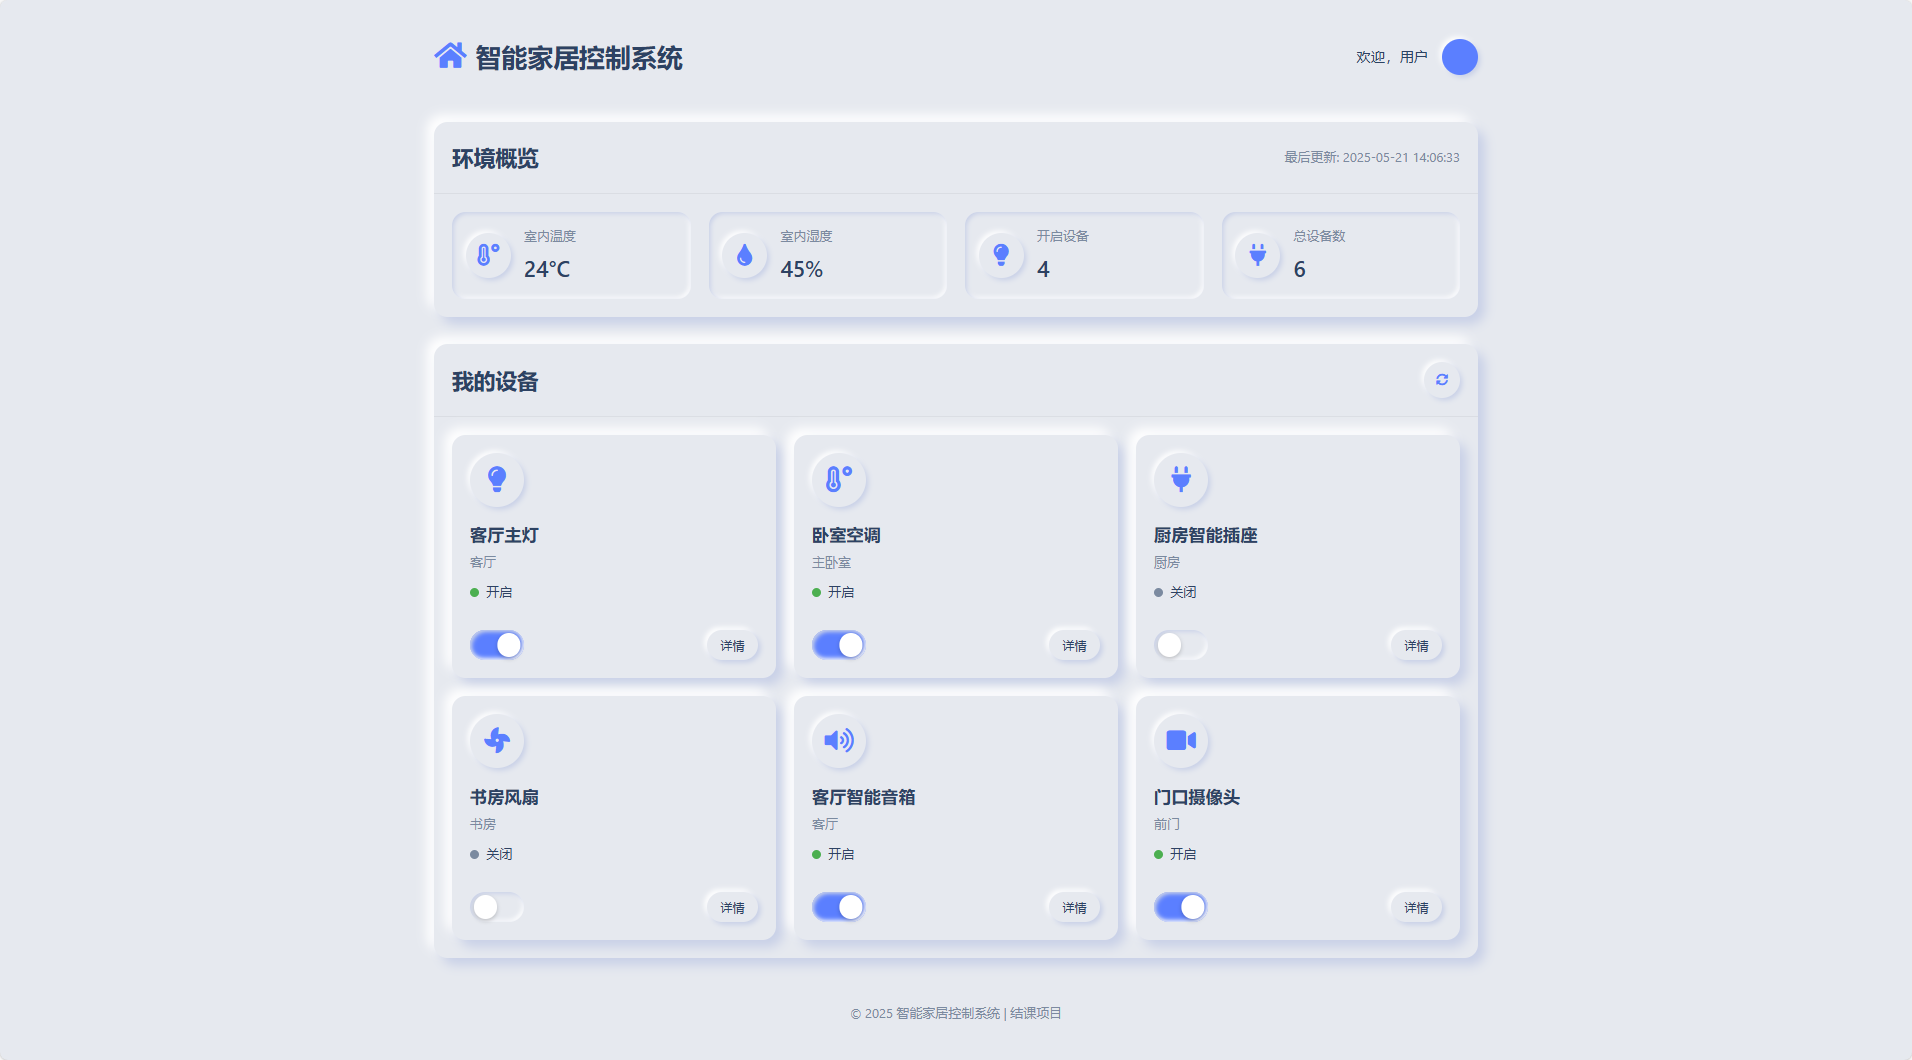 智能家居控制系统
欢迎，用户
环境概览
最后更新: 2025-05-21 14:06:33
室内温度
24°C
室内湿度
45%
开启设备
4
总设备数
6
我的设备
客厅主灯
客厅
开启
详情
卧室空调
主卧室
开启
详情
厨房智能插座
厨房
关闭
详情
书房风扇
书房
关闭
详情
客厅智能音箱
客厅
开启
详情
门口摄像头
前门
开启
详情
© 2025 智能家居控制系统 | 结课项目